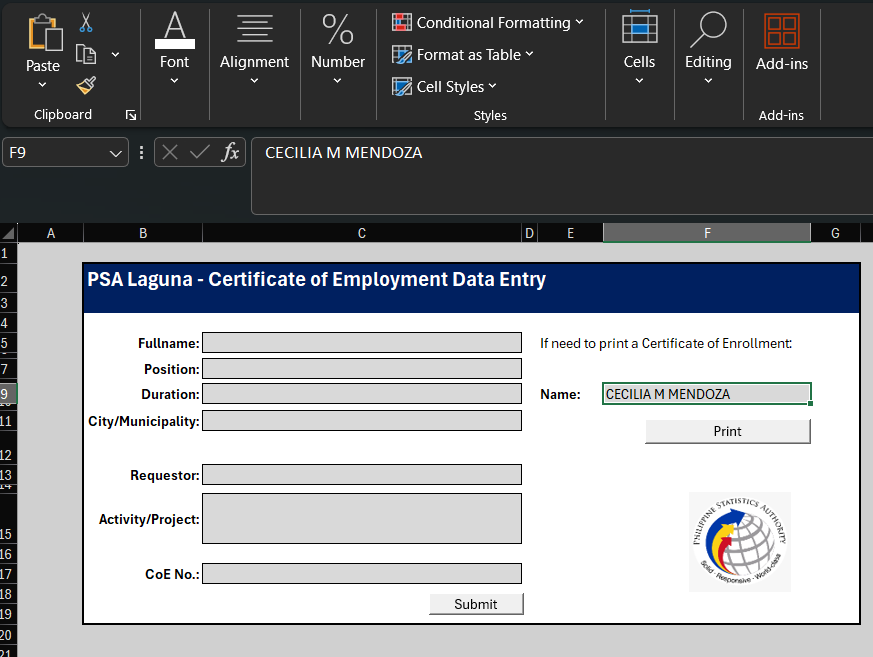 Paste
Clipboard
Font
Alignment
%
Number
Conditional Formatting
Format as Table
Cell Styles
Styles
Cells
Editing
Add-ins
Add-ins
F9
fx
CECILIA M MENDOZA
A B C D E F G
1
2
PSA Laguna - Certificate of Employment Data Entry
3
4
5
Fullname:
If need to print a Certificate of Enrollment:
7
Position:
9
Duration:
Name: CECILIA M MENDOZA
11
City/Municipality:
Print
12
13
Requestor:
Activity/Project:
15
16
17
CoE No.:
18
Submit
19
20
21
PHILIPPINE STATISTICS AUTHORITY
Solid · Responsive · World-class